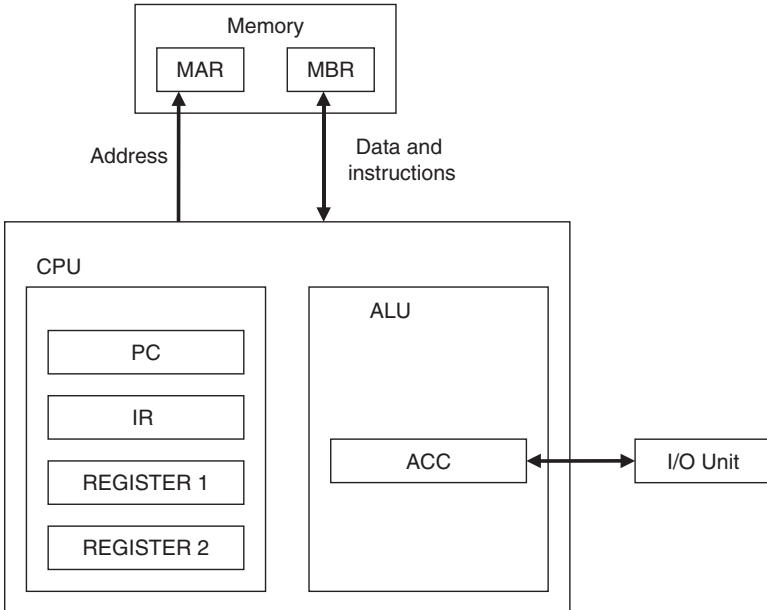 Memory
MAR
MBR
Address
Data and
instructions
CPU
ALU
PC
IR
REGISTER 1
REGISTER 2
ACC
I/O Unit